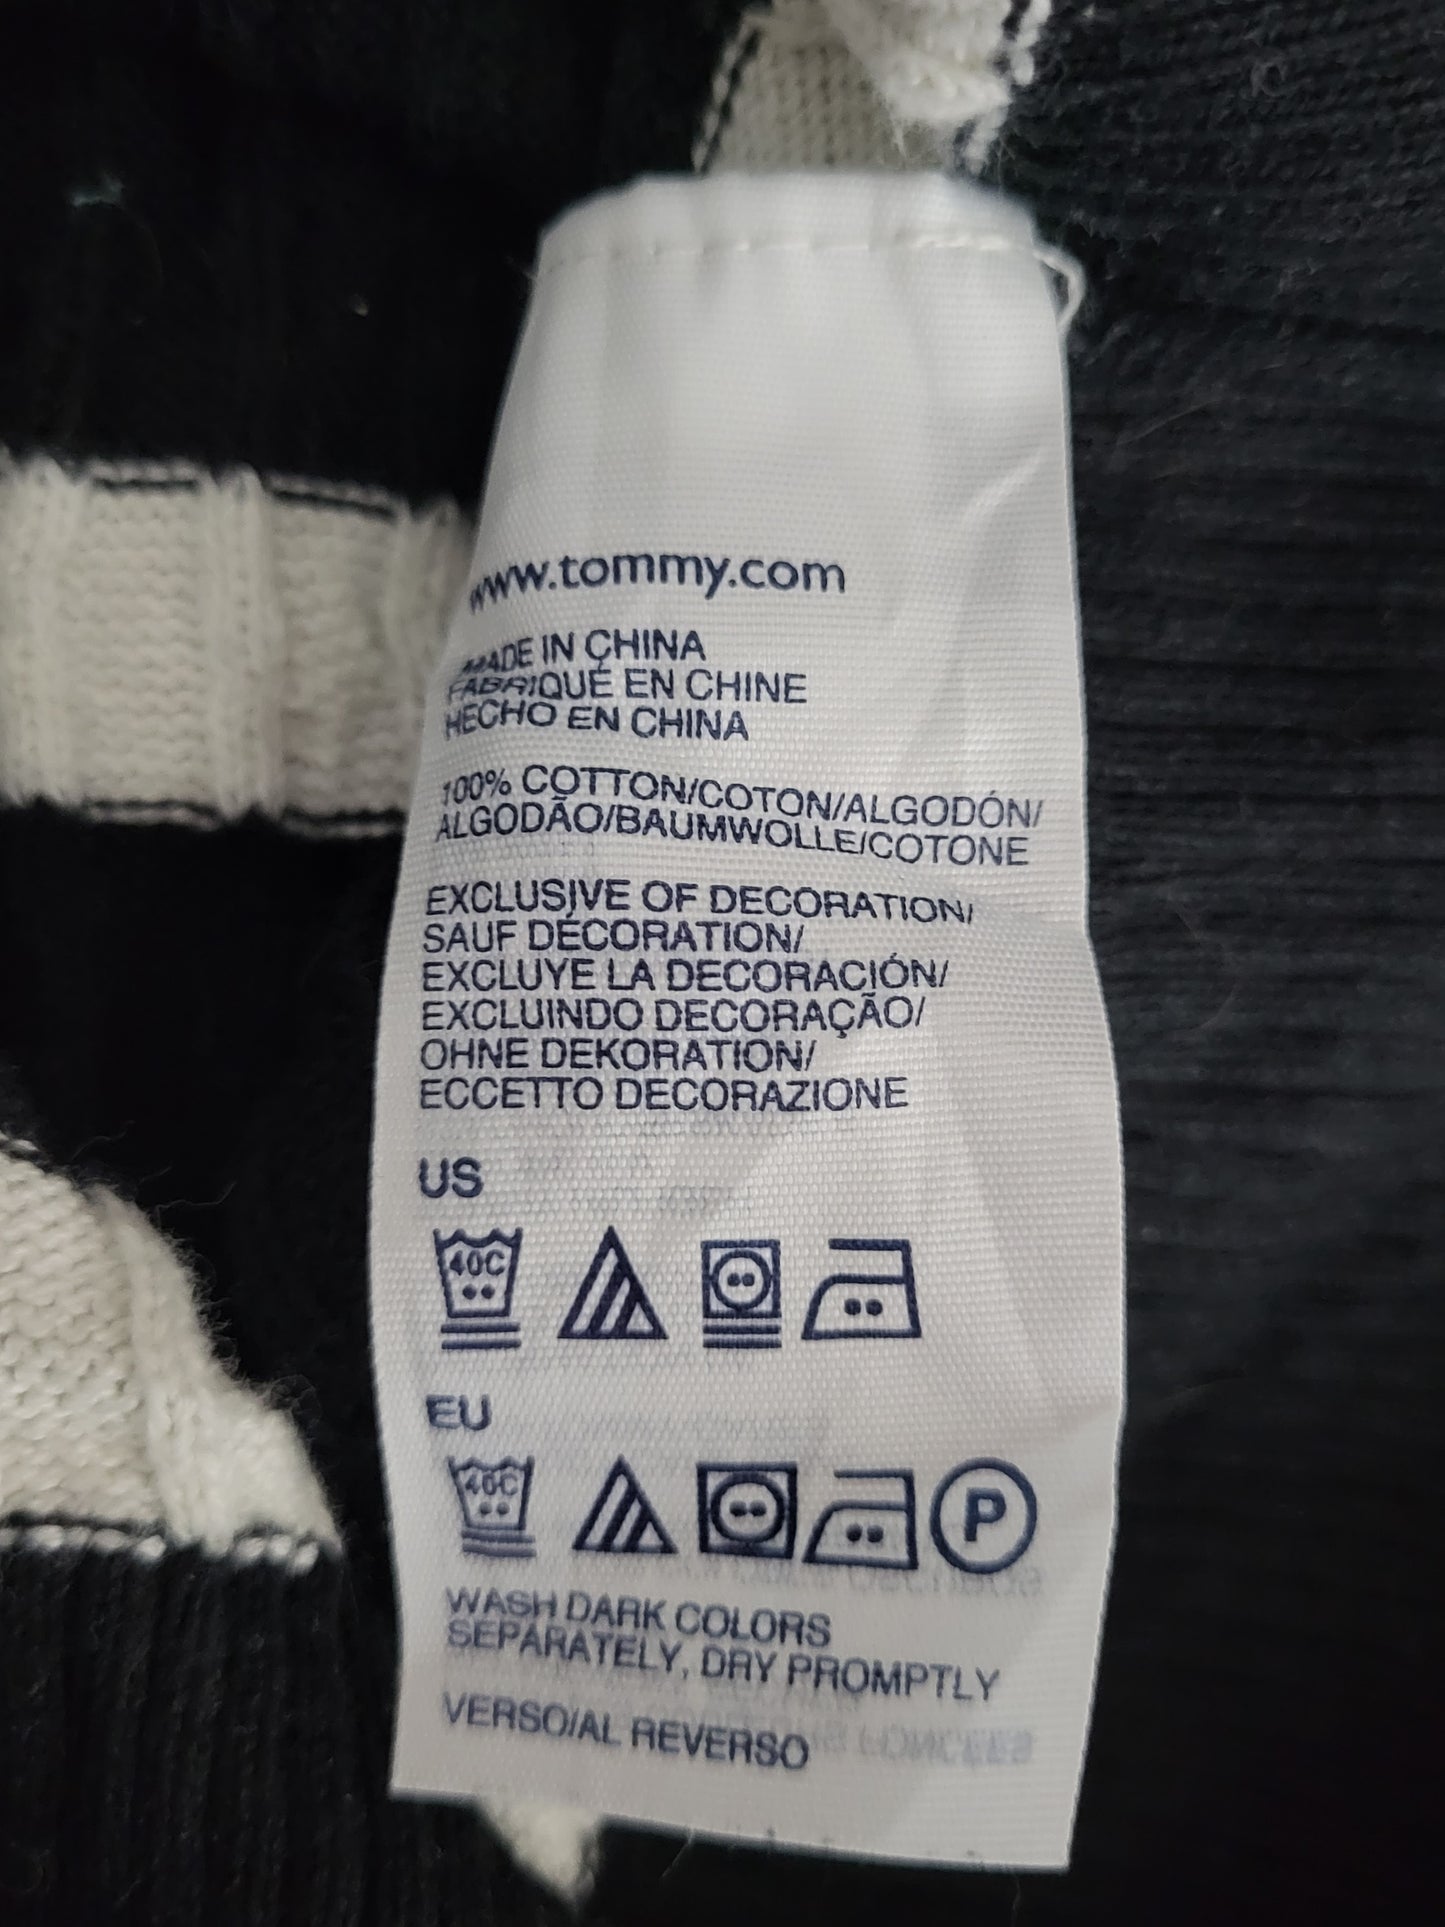 www.tommy.com
MADE IN CHINA
FABRIQUÉ EN CHINE
HECHO EN CHINA
100% COTTON/COTON/ALGODÓN/
ALGODÃO/BAUMWOLLE/COTONE
EXCLUSIVE OF DECORATION/
SAUF DÉCORATION/
EXCLUYE LA DECORACIÓN/
EXCLUINDO DECORAÇÃO/
OHNE DEKORATION/
ECCETTO DECORAZIONE
US
40C
EU
40C P
WASH DARK COLORS
SEPARATELY, DRY PROMPTLY
VERSO/AL REVERSO